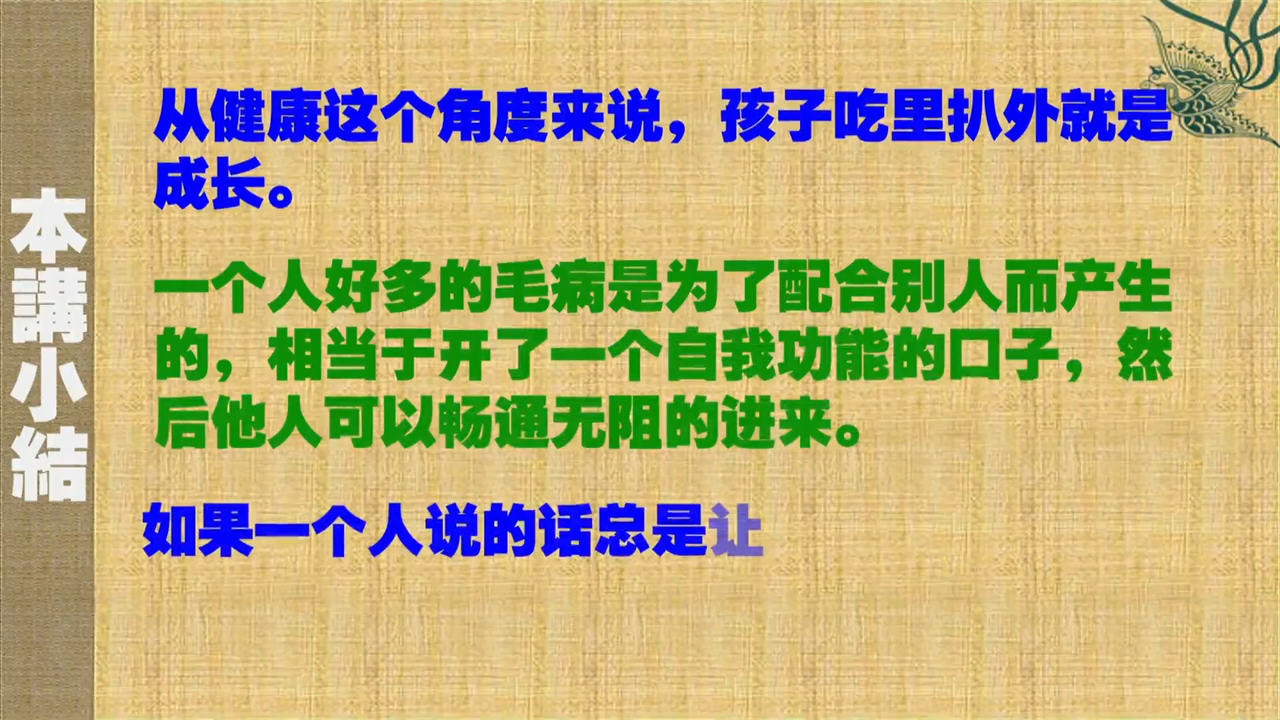 本講小結
从健康这个角度来说，孩子吃里扒外就是
成长。
一个人好多的毛病是为了配合别人而产生
的，相当于开了一个自我功能的口子，然
后他人可以畅通无阻的进来。
如果一个人说的话总是让